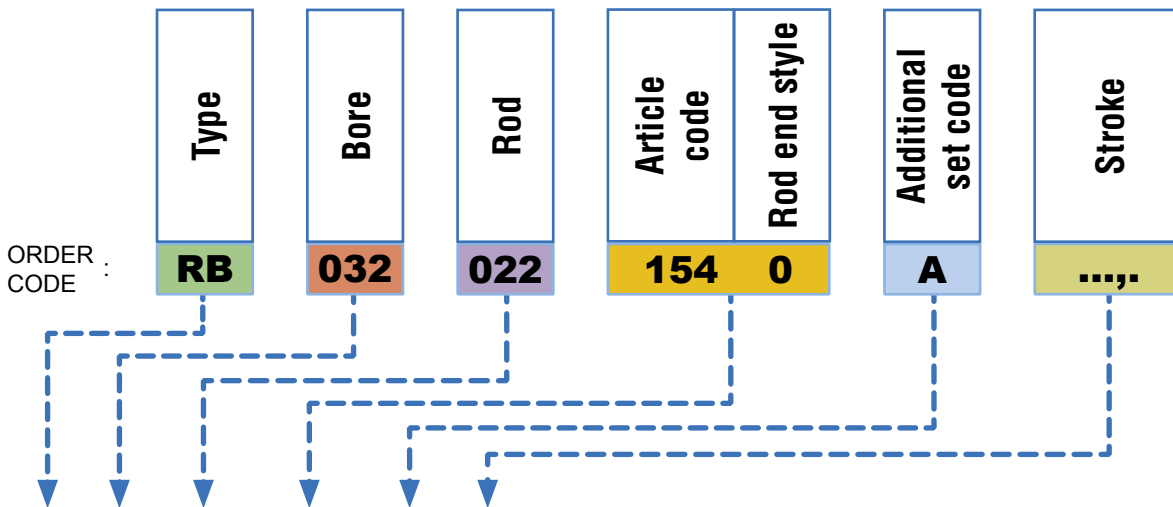 Type
Bore
Rod
Article
code
Rod end style
Additional
set code
Stroke
ORDER
CODE :
RB
032
022
154 0
A
...,.